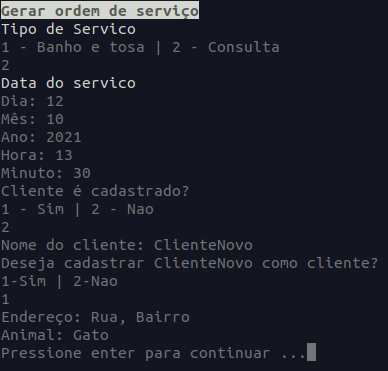 Gerar ordem de serviço
Tipo de Servico
1 - Banho e tosa | 2 - Consulta
2
Data do servico
Dia: 12
Mês: 10
Ano: 2021
Hora: 13
Minuto: 30
Cliente é cadastrado?
1 - Sim | 2 - Nao
2
Nome do cliente: ClienteNovo
Deseja cadastrar ClienteNovo como cliente?
1-Sim | 2-Nao
1
Endereço: Rua, Bairro
Animal: Gato
Pressione enter para continuar ...